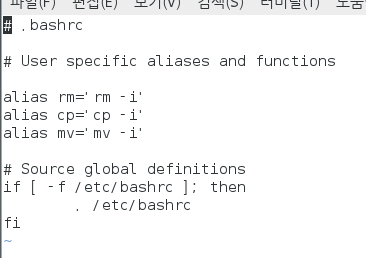 파일(F) 편집(E) 보기(V) 검색(S) 터미널(T) 도움
# .bashrc
# User specific aliases and functions
alias rm='rm -i'
alias cp='cp -i'
alias mv='mv -i'
# Source global definitions
if [ -f /etc/bashrc ]; then
. /etc/bashrc
fi
~